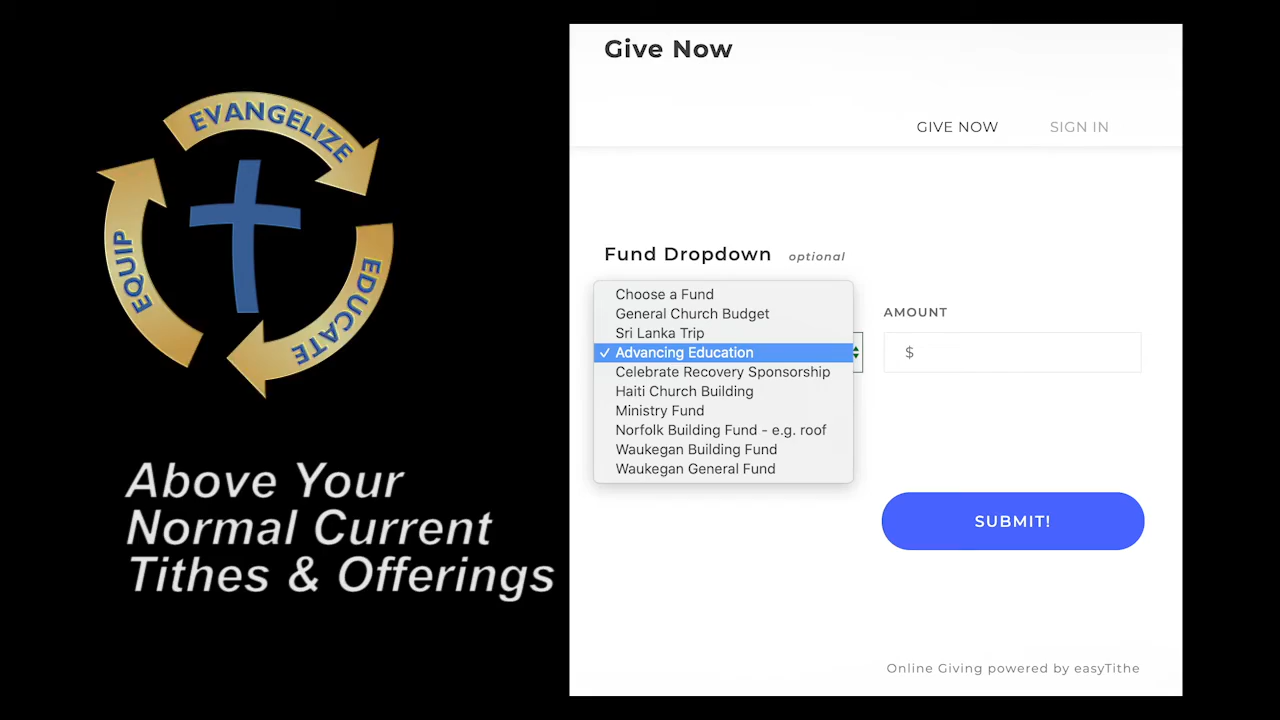 EVANGELIZE
EDUCATE
EQUIP
Above Your
Normal Current
Tithes & Offerings
Give Now
GIVE NOW
SIGN IN
Fund Dropdown optional
Choose a Fund
General Church Budget
Sri Lanka Trip
✓ Advancing Education
Celebrate Recovery Sponsorship
Haiti Church Building
Ministry Fund
Norfolk Building Fund - e.g. roof
Waukegan Building Fund
Waukegan General Fund
AMOUNT
$
SUBMIT!
Online Giving powered by easyTithe